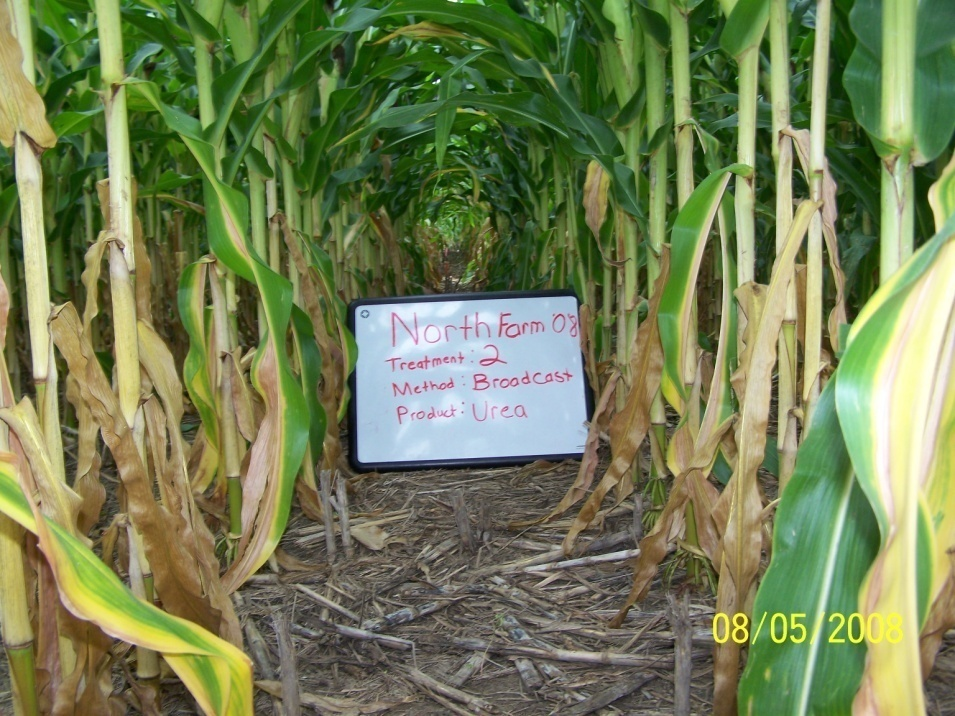 North Farm '08
Treatment: 2
Method: Broadcast
Product: Urea
08/05/2008